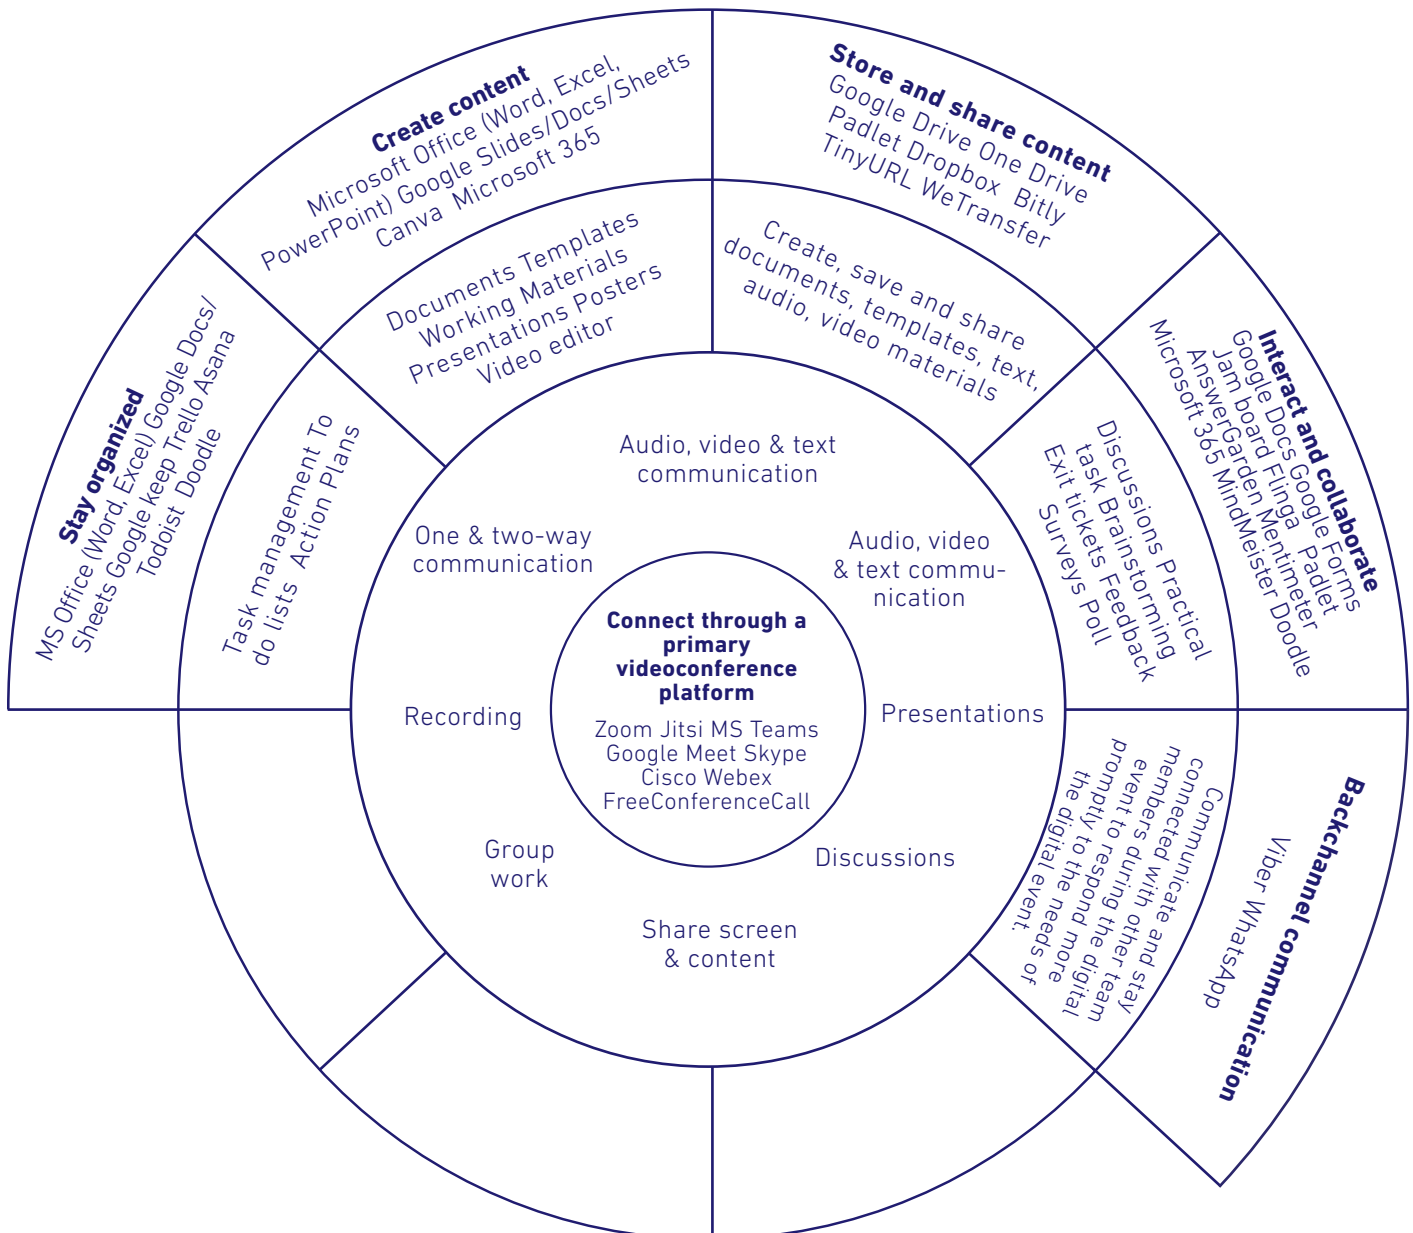 Create content
Microsoft Office (Word, Excel,
PowerPoint) Google Slides/Docs/Sheets
Canva Microsoft 365
Store and share content
Google Drive One Drive
Padlet Dropbox Bitly
TinyURL WeTransfer
Documents Templates
Working Materials
Presentations Posters
Video editor
Create, save and share
documents, templates, text,
audio, video materials
Stay organized
MS Office (Word, Excel) Google Docs/
Sheets Google keep Trello Asana
Todoist Doodle
Task management To
do lists Action Plans
Interact and collaborate
Google Docs Google Forms
Jam board Flinga Padlet
AnswerGarden Mentimeter
Microsoft 365 MindMeister Doodle
Discussions Practical
task Brainstorming
Exit tickets Feedback
Surveys Poll
Audio, video & text
communication
One & two-way
communication
Audio, video
& text commu-
nication
Connect through a
primary
videoconference
platform
Zoom Jitsi MS Teams
Google Meet Skype
Cisco Webex
FreeConferenceCall
Recording
Presentations
Group
work
Discussions
Share screen
& content
Communicate and stay
connected with other team
members during the digital
event to respond more
promptly to the needs of
the digital event.
Backchannel communication
Viber WhatsApp